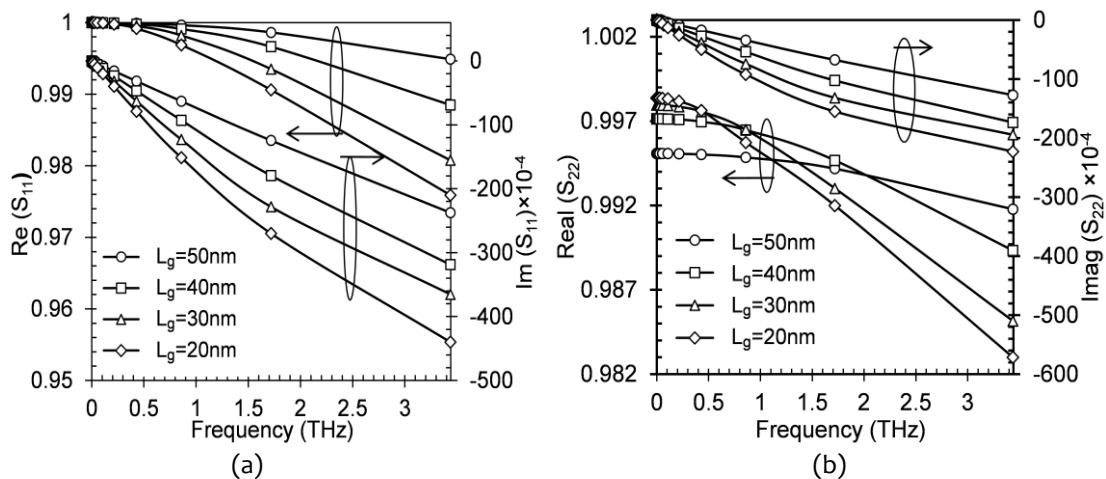 1
0.99
0.98
0.97
0.96
0.95
Re (S11)
0
-100
-200
-300
-400
-500
Im (S11)×10-4
Lg=50nm
Lg=40nm
Lg=30nm
Lg=20nm
0 0.5 1 1.5 2 2.5 3
Frequency (THz)
(a)
1.002
0.997
0.992
0.987
0.982
Real (S22)
0
-100
-200
-300
-400
-500
-600
Imag (S22) ×10-4
Lg=50nm
Lg=40nm
Lg=30nm
Lg=20nm
0 0.5 1 1.5 2 2.5 3
Frequency (THz)
(b)